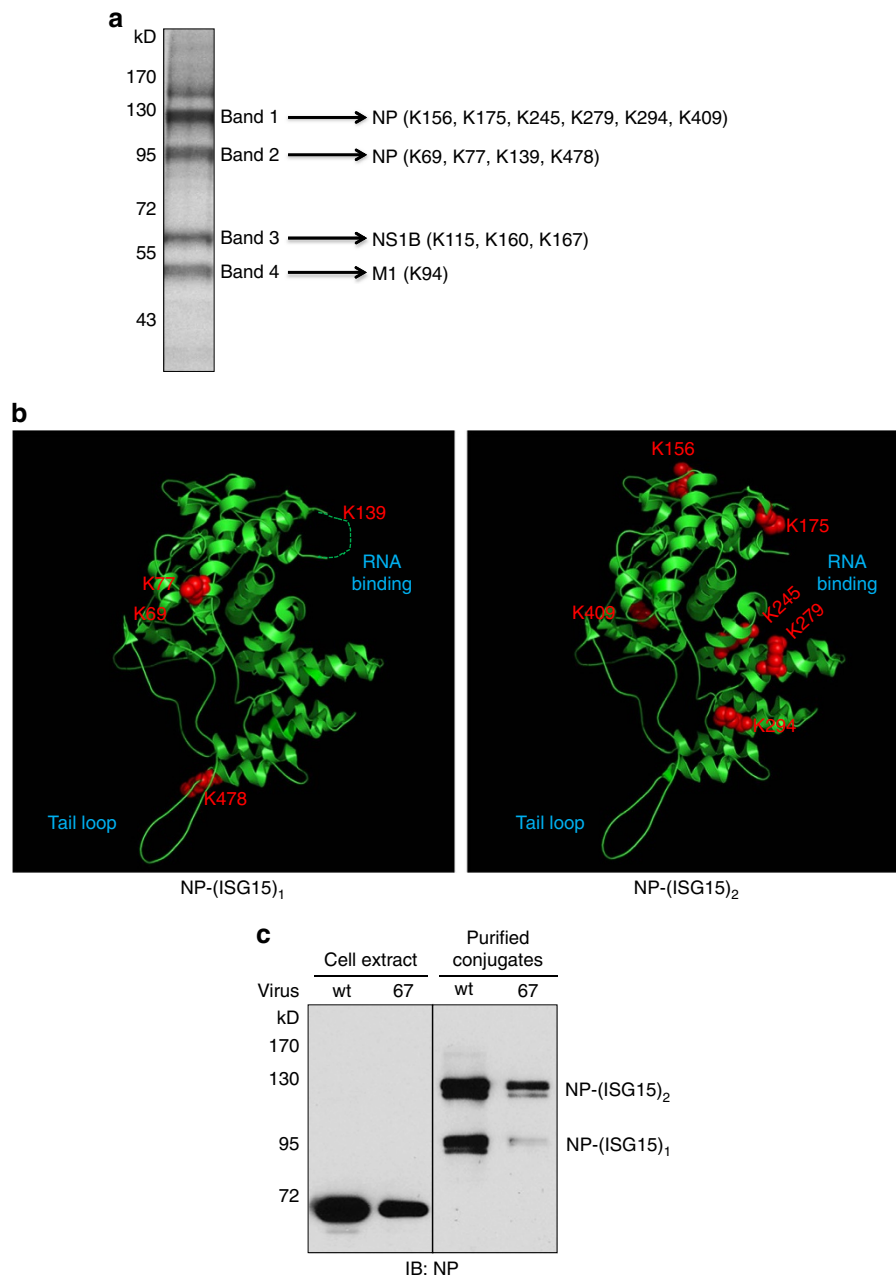 a
kD
170
130
95
72
55
43
Band 1 NP (K156, K175, K245, K279, K294, K409)
Band 2 NP (K69, K77, K139, K478)
Band 3 NS1B (K115, K160, K167)
Band 4 M1 (K94)
b
K139
RNA
binding
K77
K69
K478
Tail loop
NP-(ISG15)1
K156
K175
RNA
binding
K245
K279
K409
K294
Tail loop
NP-(ISG15)2
c
Cell extract
Purified
conjugates
Virus wt 67 wt 67
kD
170
130
95
72
NP-(ISG15)2
NP-(ISG15)1
IB: NP